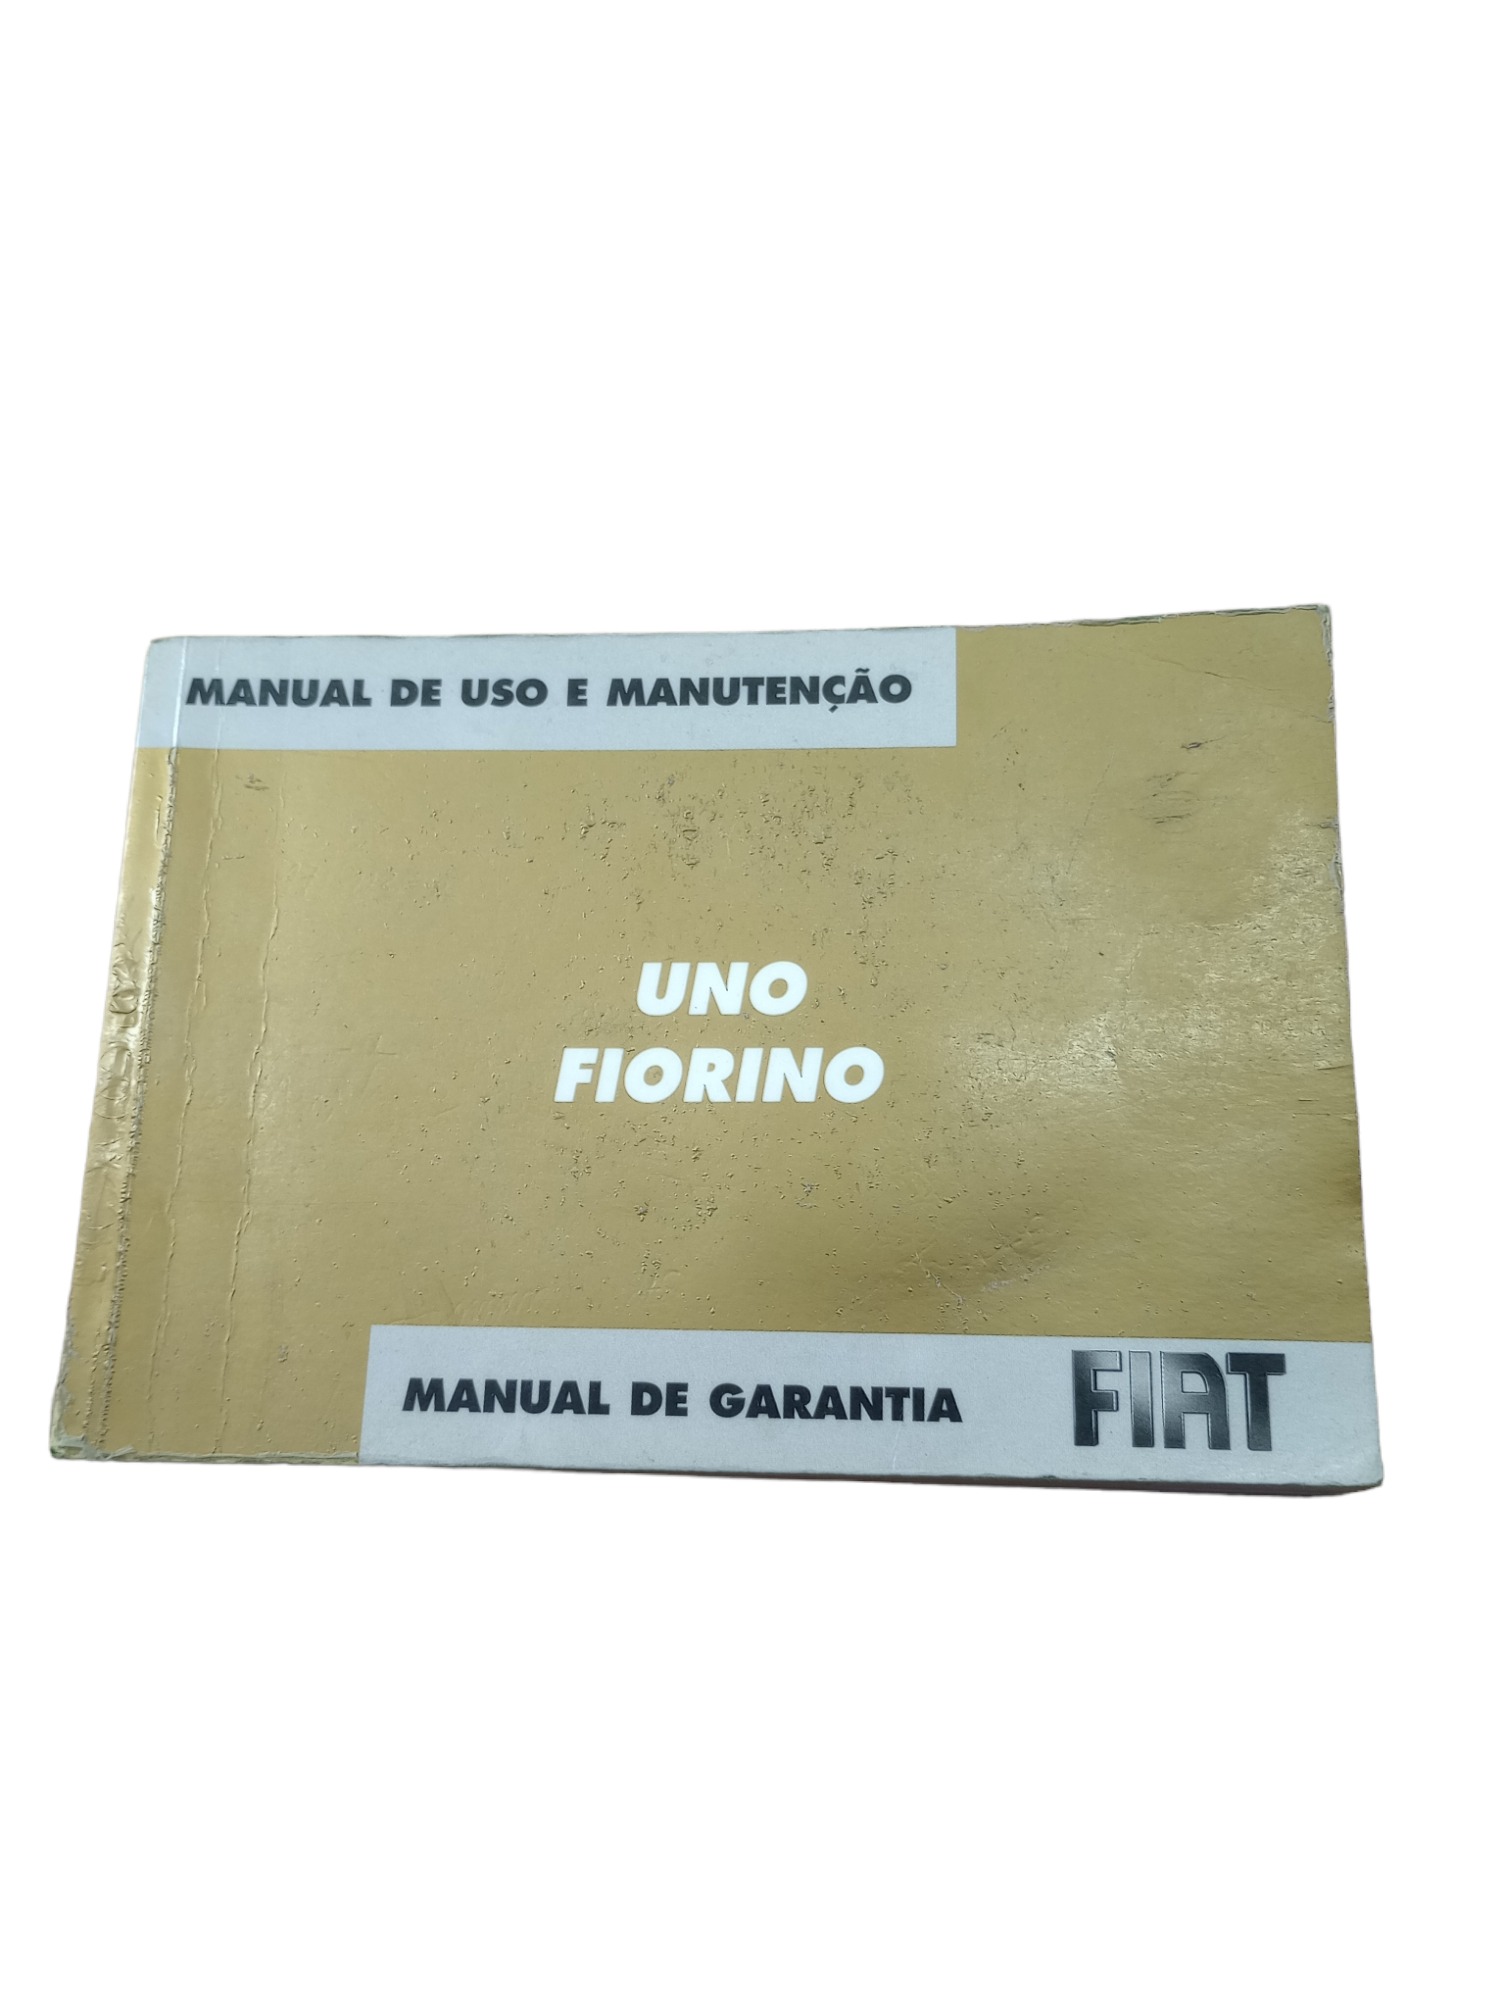 MANUAL DE USO E MANUTENÇÃO
UNO
FIORINO
MANUAL DE GARANTIA
FIAT